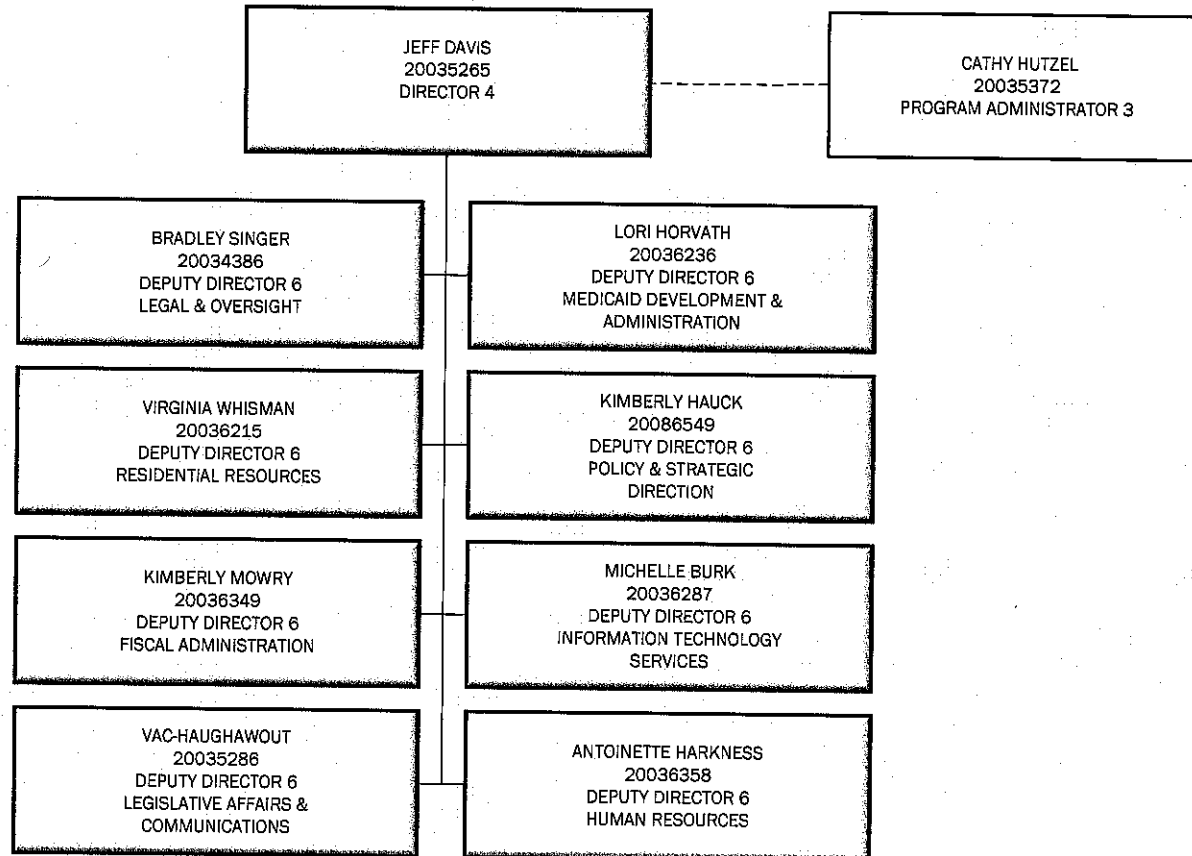 JEFF DAVIS
20035265
DIRECTOR 4
CATHY HUTZEL
20035372
PROGRAM ADMINISTRATOR 3
BRADLEY SINGER
20034386
DEPUTY DIRECTOR 6
LEGAL & OVERSIGHT
LORI HORVATH
20036236
DEPUTY DIRECTOR 6
MEDICAID DEVELOPMENT &
ADMINISTRATION
VIRGINIA WHISMAN
20036215
DEPUTY DIRECTOR 6
RESIDENTIAL RESOURCES
KIMBERLY HAUCK
20086549
DEPUTY DIRECTOR 6
POLICY & STRATEGIC
DIRECTION
KIMBERLY MOWRY
20036349
DEPUTY DIRECTOR 6
FISCAL ADMINISTRATION
MICHELLE BURK
20036287
DEPUTY DIRECTOR 6
INFORMATION TECHNOLOGY
SERVICES
VAC-HAUGHAWOUT
20035286
DEPUTY DIRECTOR 6
LEGISLATIVE AFFAIRS &
COMMUNICATIONS
ANTOINETTE HARKNESS
20036358
DEPUTY DIRECTOR 6
HUMAN RESOURCES